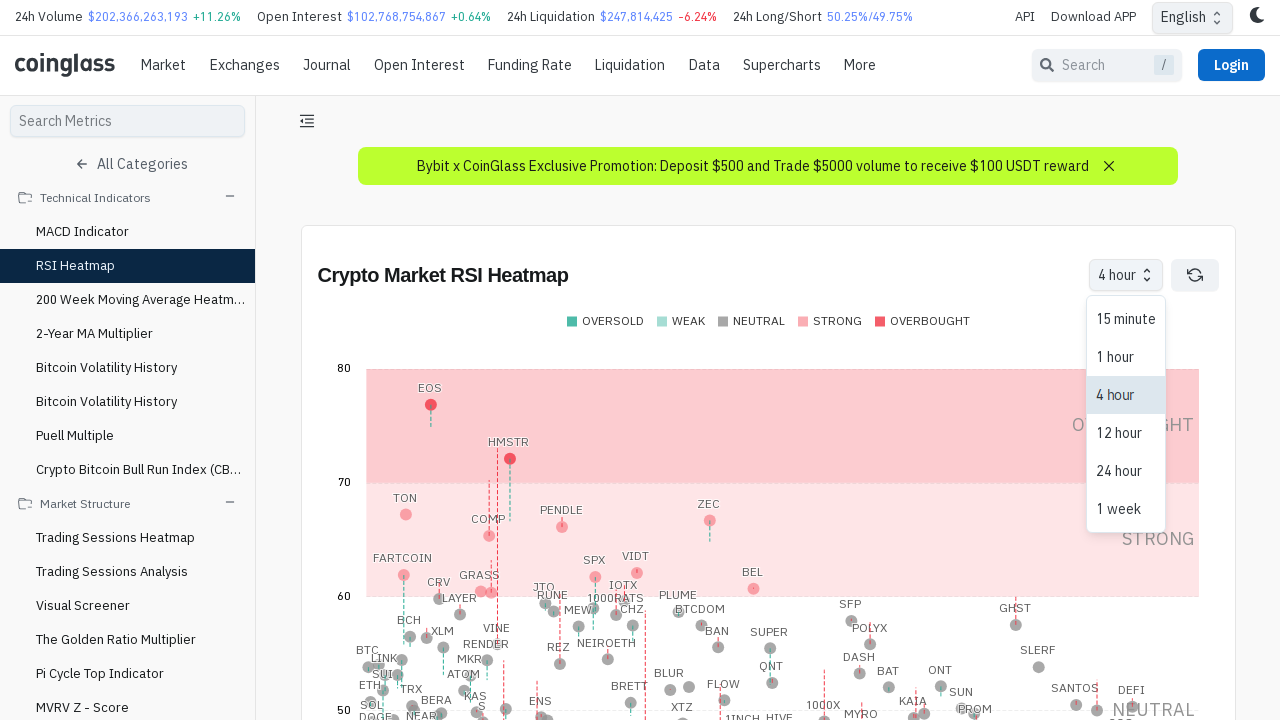 24h Volume $202,366,263,193 +11.26% Open Interest $102,768,754,867 +0.64% 24h Liquidation $247,814,425 -6.24% 24h Long/Short 50.25%/49.75% API Download APP English
coinglass Market Exchanges Journal Open Interest Funding Rate Liquidation Data Supercharts More Search / Login
Search Metrics
All Categories
Technical Indicators
MACD Indicator
RSI Heatmap
200 Week Moving Average Heatm...
2-Year MA Multiplier
Bitcoin Volatility History
Bitcoin Volatility History
Puell Multiple
Crypto Bitcoin Bull Run Index (CB...
Market Structure
Trading Sessions Heatmap
Trading Sessions Analysis
Visual Screener
The Golden Ratio Multiplier
Pi Cycle Top Indicator
MVRV Z - Score
Bybit x CoinGlass Exclusive Promotion: Deposit $500 and Trade $5000 volume to receive $100 USDT reward
Crypto Market RSI Heatmap
4 hour
15 minute
1 hour
4 hour
12 hour
24 hour
1 week
OVERSOLD WEAK NEUTRAL STRONG OVERBOUGHT
80
EOS
HMSTR
70
TON
COMP
PENDLE
ZEC
STRONG
FARTCOIN
SPX
VIDT
CRV
GRASS
BEL
60
LAYER
JTO
RUNE
IOTX
1000RATS
MEW
CHZ
PLUME
BTCDOM
SFP
GHST
BCH
XLM
VINE
BAN
SUPER
POLYX
BTC
LINK
RENDER
REZ
NEIROETH
DASH
SLERF
SUI
MKR
ATOM
BLUR
QNT
BAT
ONT
ETH
TRX
BERA
KAS
S
ENS
BRETT
FLOW
SUN
SANTOS
DEFI
SOL
XTZ
1000X
KAIA
DOGE
NEAR
1INCH
HIVE
MYRO
50
NEUTRAL